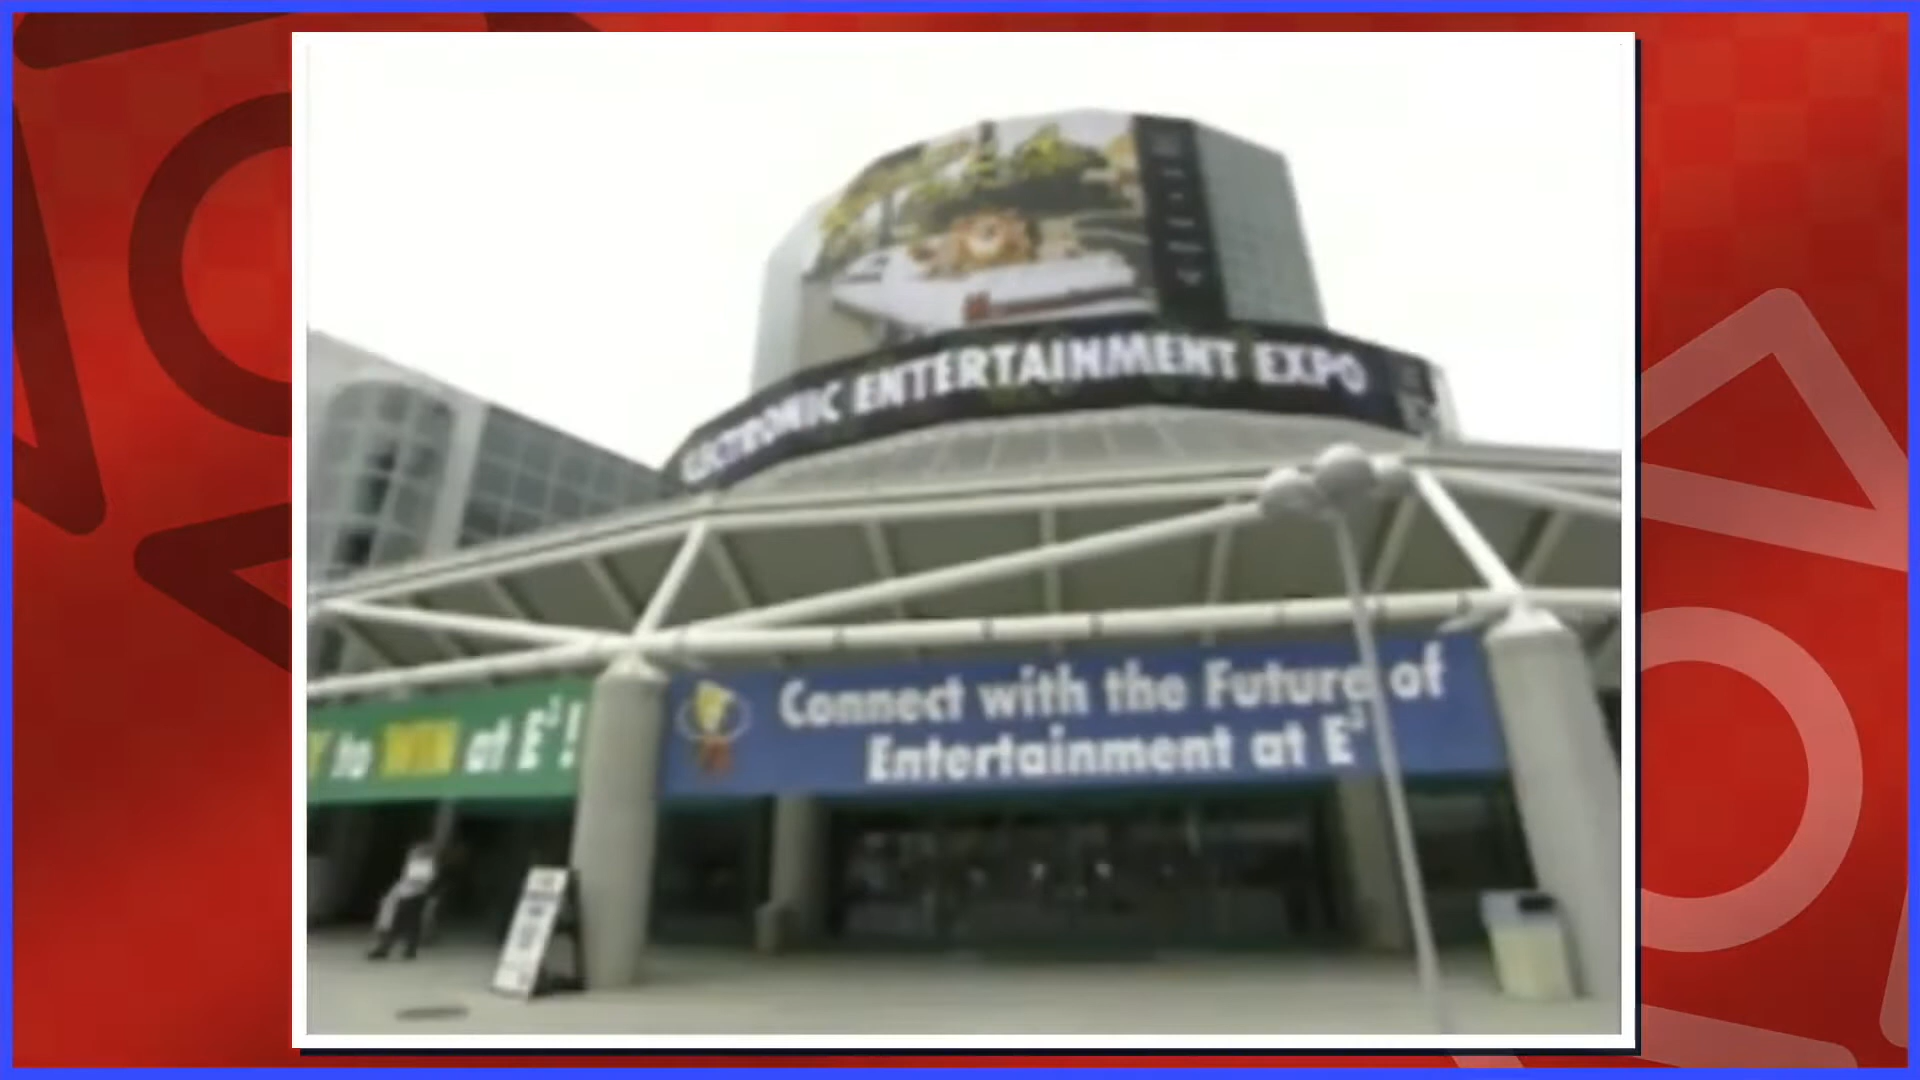 ELECTRONIC ENTERTAINMENT EXPO
Connect with the Future of
Entertainment at E3
to WIN at E3!